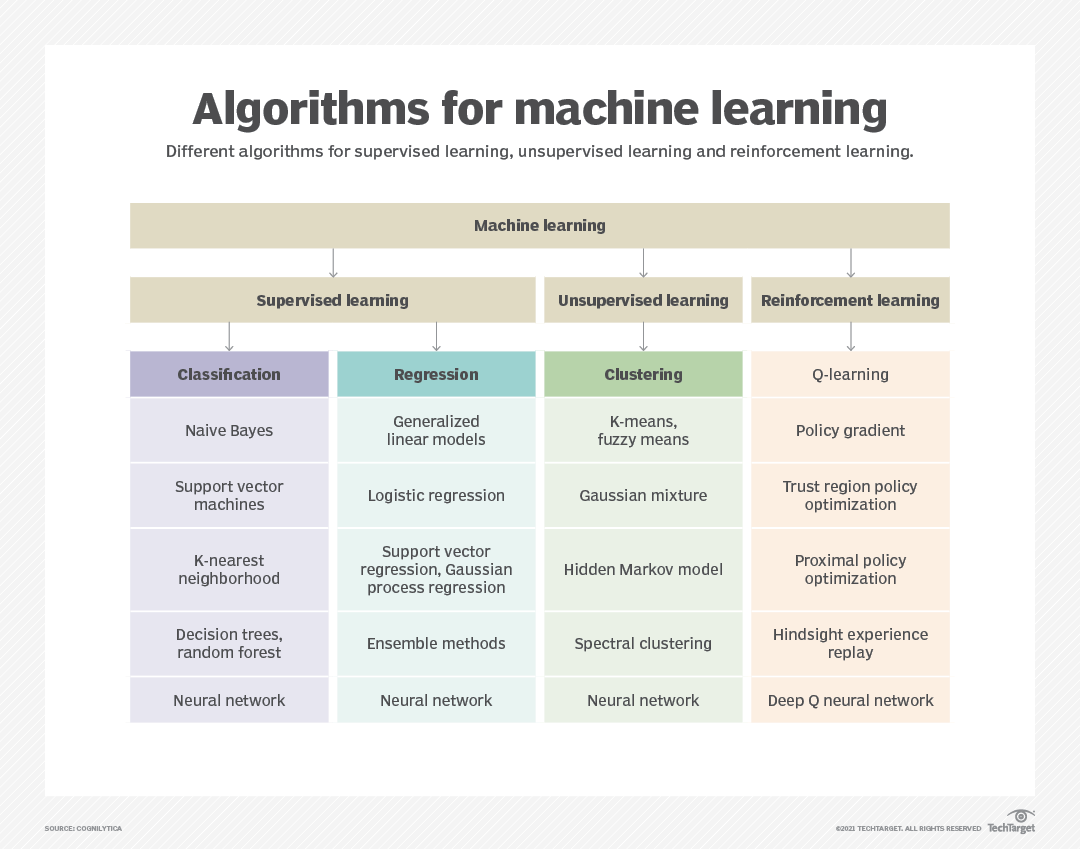 Algorithms for machine learning
Different algorithms for supervised learning, unsupervised learning and reinforcement learning.
Machine learning
Supervised learning
Unsupervised learning
Reinforcement learning
Classification
Regression
Clustering
Q-learning
Naive Bayes
Generalized
linear models
K-means,
fuzzy means
Policy gradient
Support vector
machines
Logistic regression
Gaussian mixture
Trust region policy
optimization
K-nearest
neighborhood
Support vector
regression, Gaussian
process regression
Hidden Markov model
Proximal policy
optimization
Decision trees,
random forest
Ensemble methods
Spectral clustering
Hindsight experience
replay
Neural network
Neural network
Neural network
Deep Q neural network
SOURCE: COGNILYTICA
©2021 TECHTARGET. ALL RIGHTS RESERVED
TechTarget